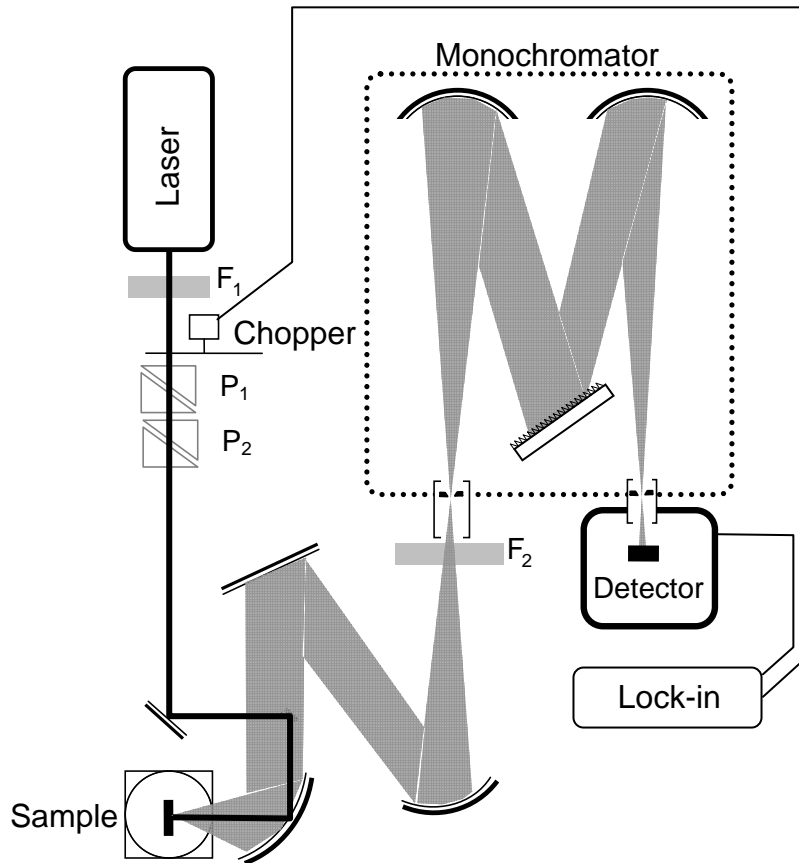 Monochromator
Laser
F₁
Chopper
P₁
P₂
F₂
Detector
Lock-in
Sample